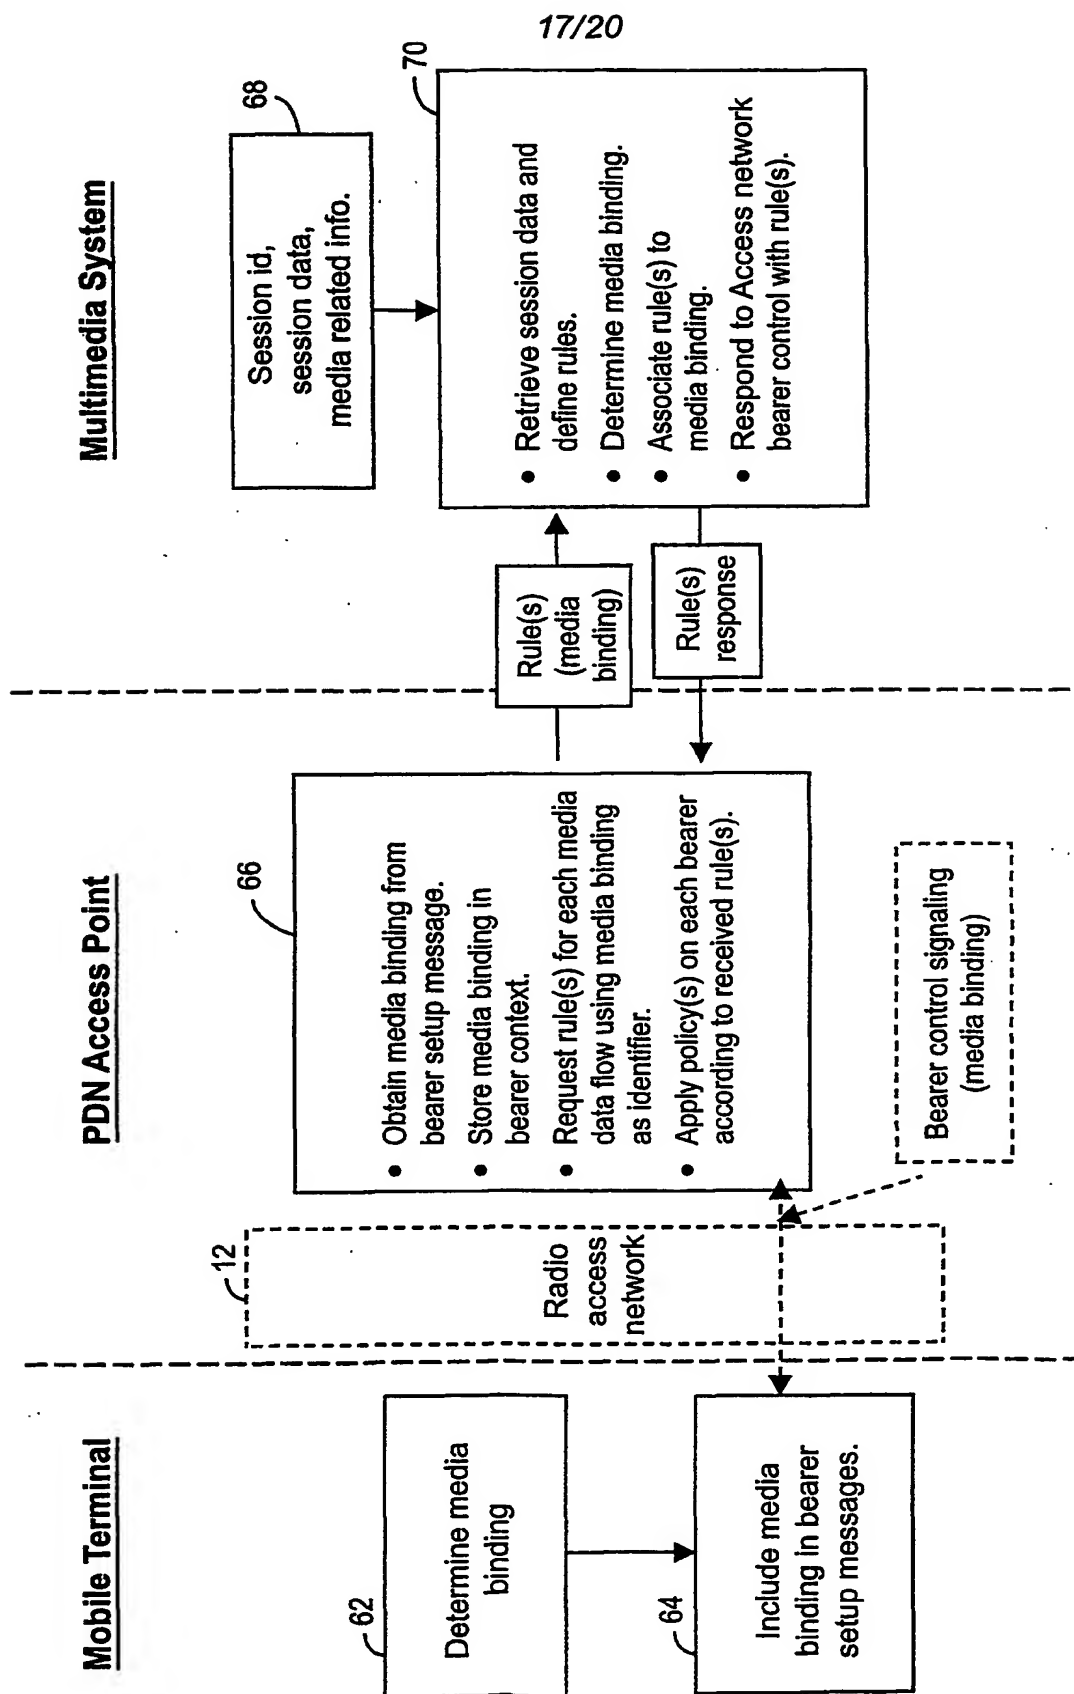 17/20
Mobile Terminal
62
Determine media
binding
64
Include media
binding in bearer
setup messages.
PDN Access Point
12
Radio
access
network
66
• Obtain media binding from
bearer setup message.
• Store media binding in
bearer context.
• Request rule(s) for each media
data flow using media binding
as identifier.
• Apply policy(s) on each bearer
according to received rule(s).
Bearer control signaling
(media binding)
Multimedia System
Rule(s)
(media
binding)
Rule(s)
response
68
Session id,
session data,
media related info.
70
• Retrieve session data and
define rules.
• Determine media binding.
• Associate rule(s) to
media binding.
• Respond to Access network
bearer control with rule(s).